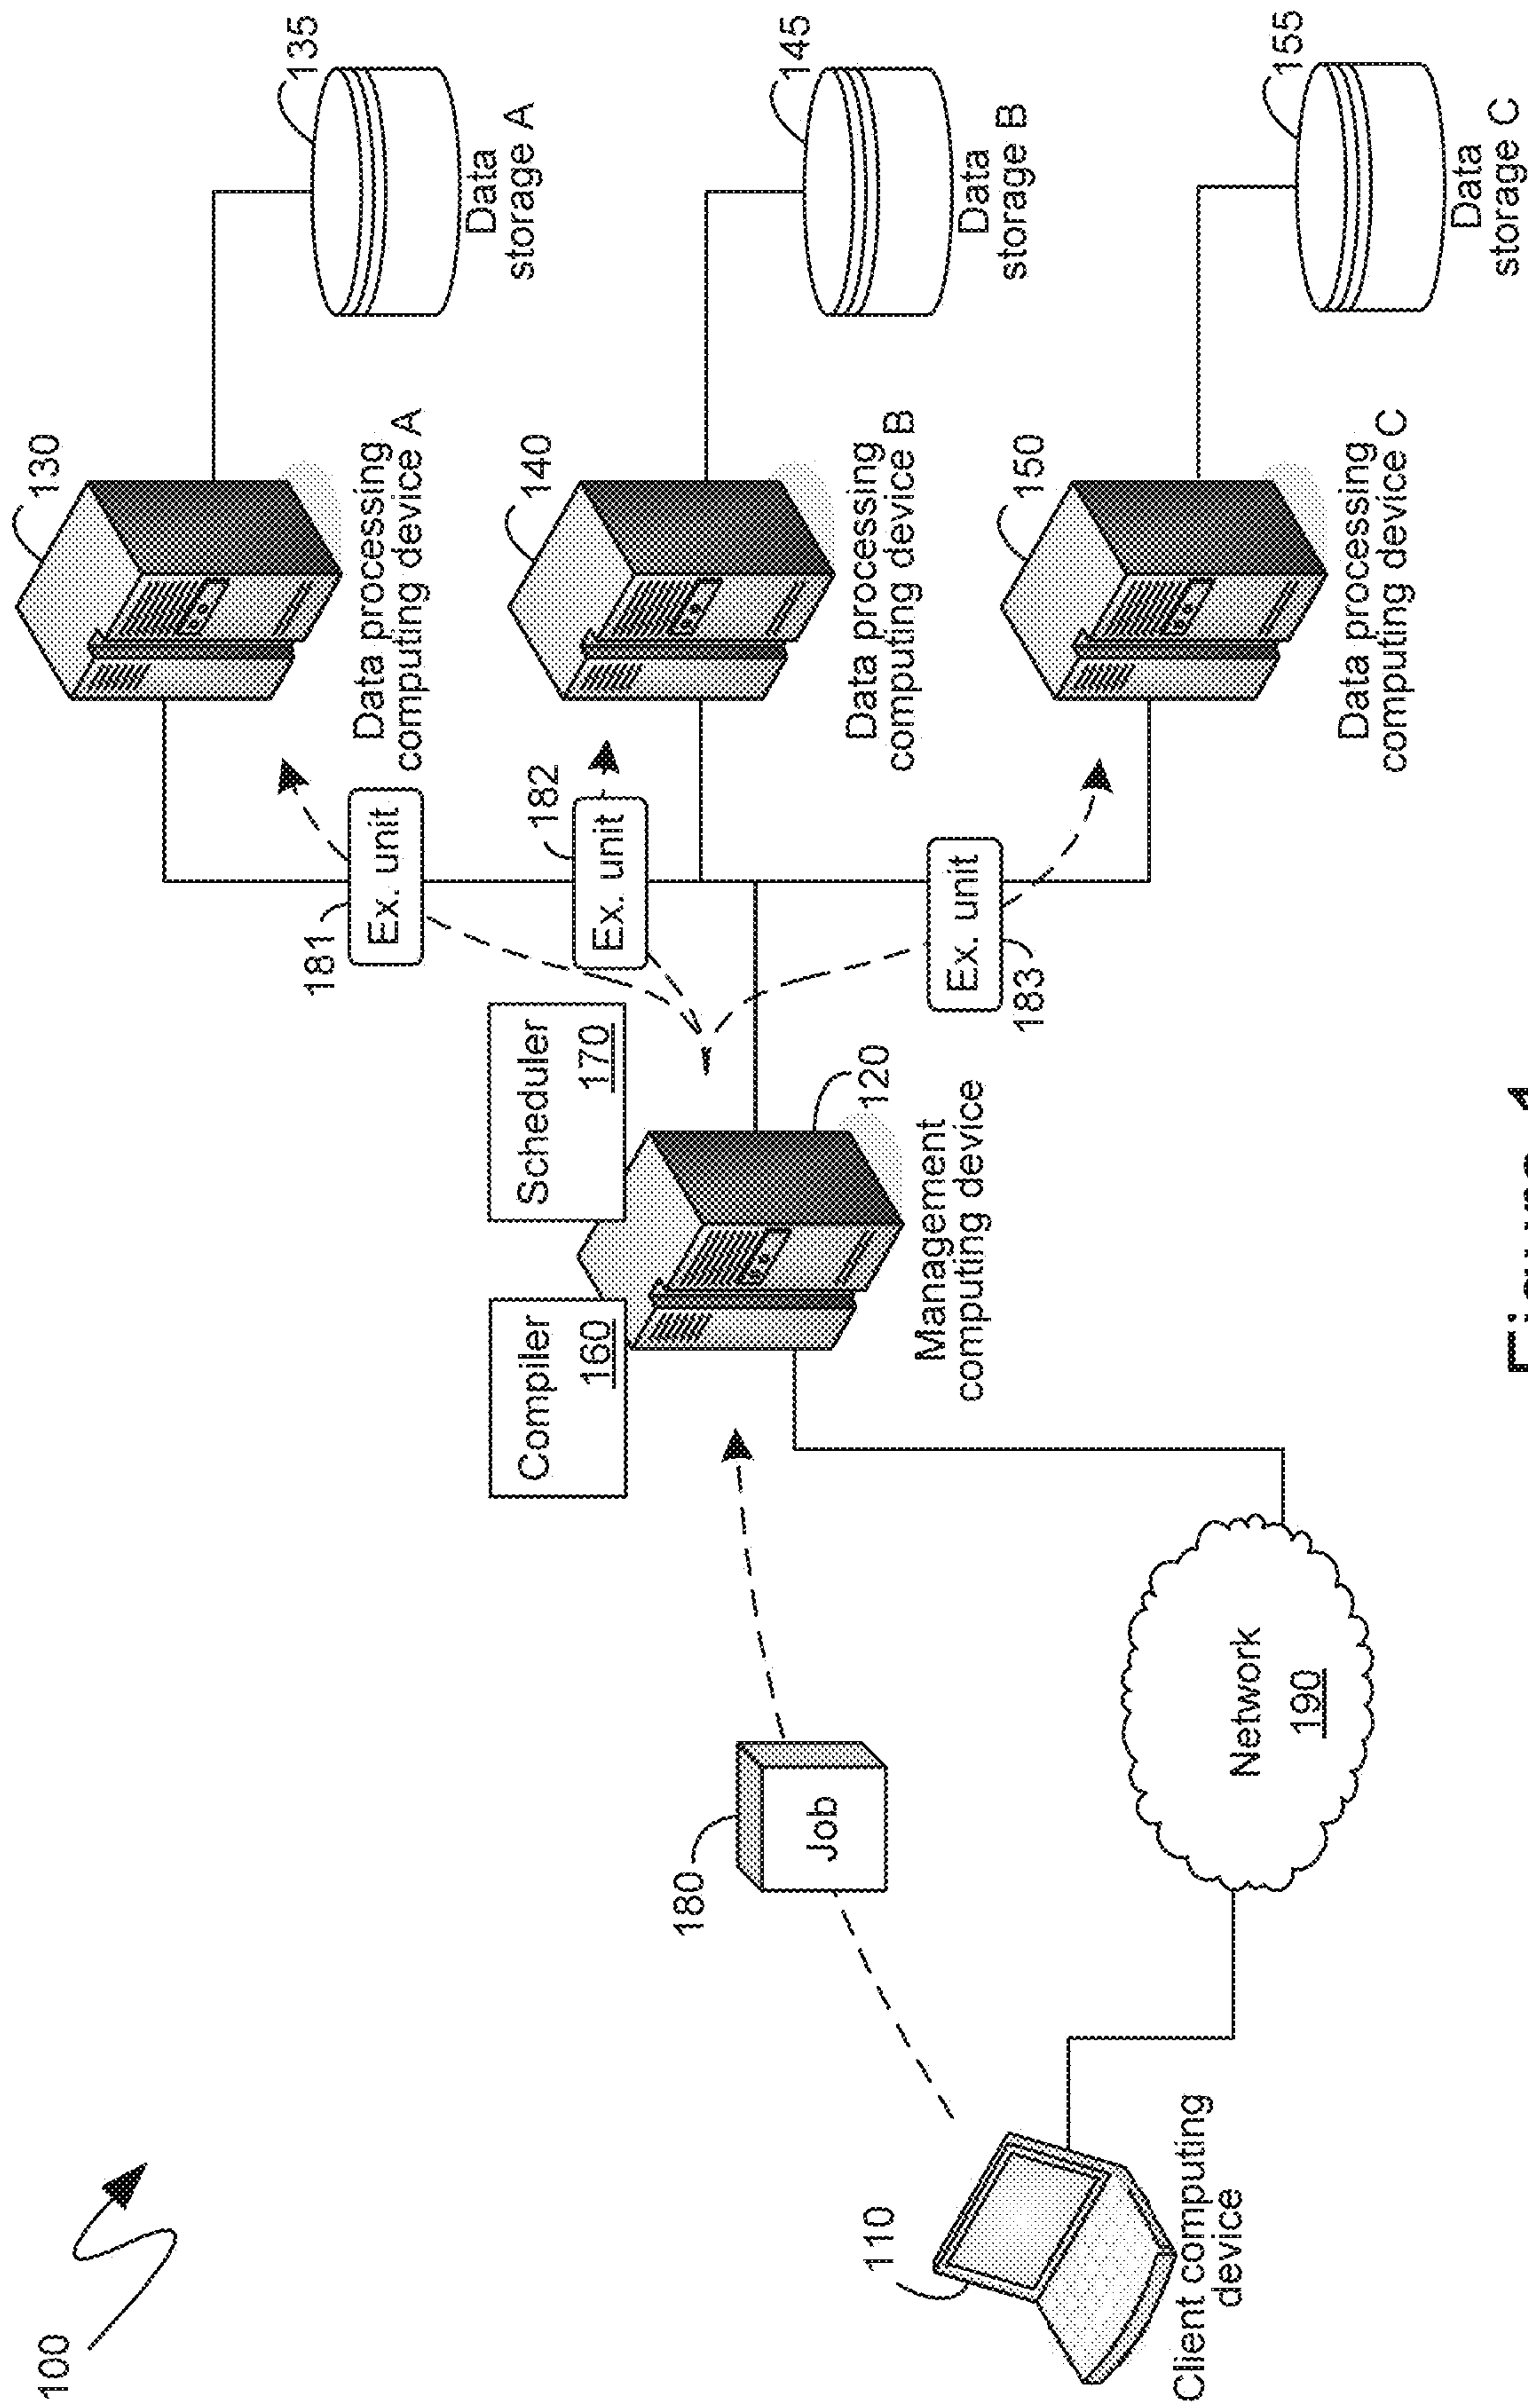 100
130
135
Data processing
computing device A
Data
storage A
181
Ex. unit
182
Ex. unit
140
145
Data processing
computing device B
Data
storage B
Scheduler
170
Compiler
160
120
Management
computing device
183
Ex. unit
150
155
Data processing
computing device C
Data
storage C
180
Job
110
Client computing
device
Network
190
Figure 1